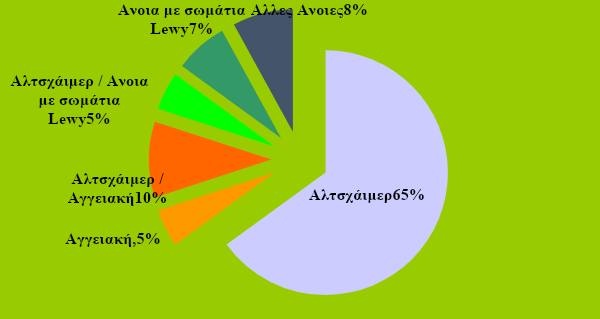 Ανοια με σωμάτια
Lewy7%
Αλλες Ανοιες8%
Αλτσχάιμερ / Ανοια
με σωμάτια
Lewy5%
Αλτσχάιμερ /
Αγγειακή10%
Αγγειακή,5%
Αλτσχάιμερ65%